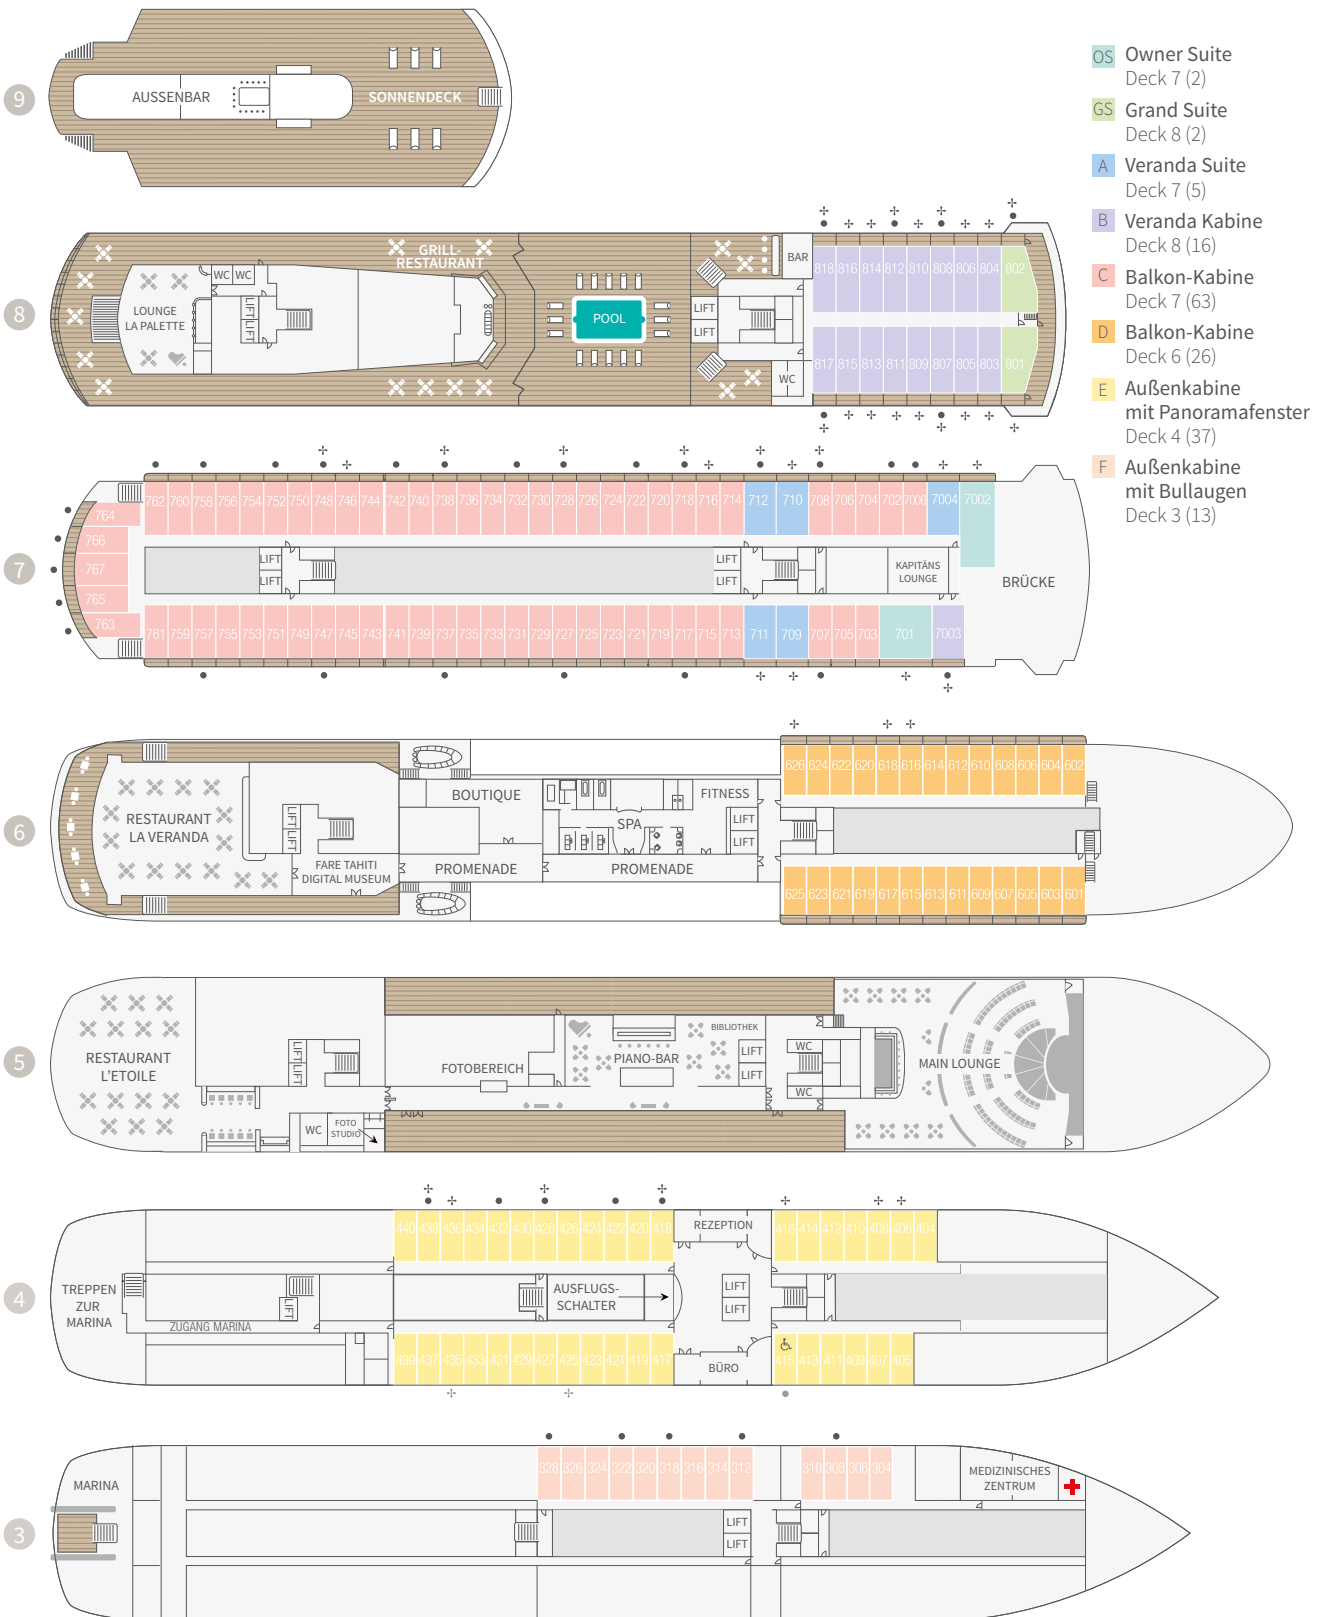 OS Owner Suite
Deck 7 (2)
GS Grand Suite
Deck 8 (2)
A Veranda Suite
Deck 7 (5)
B Veranda Kabine
Deck 8 (16)
C Balkon-Kabine
Deck 7 (63)
D Balkon-Kabine
Deck 6 (26)
E Außenkabine
mit Panoramafenster
Deck 4 (37)
F Außenkabine
mit Bullaugen
Deck 3 (13)
9
AUSSENBAR
SONNENDECK
8
GRILL-
RESTAURANT
WC WC
LOUNGE
LA PALETTE
LIFT
LIFT
POOL
LIFT
LIFT
BAR
WC
818 816 814 812 810 808 806 804 802
817 815 813 811 809 807 805 803 801
7
762 760 758 756 754 752 750 748 746 744 742 740 738 736 734 732 730 728 726 724 722 720 718 716 714 712 710 708 706 704 702 7006 7004 7002
764
766
767
765
763
LIFT
LIFT
LIFT
LIFT
KAPITÄNS
LOUNGE
BRÜCKE
761 759 757 755 753 751 749 747 745 743 741 739 737 735 733 731 729 727 725 723 721 719 717 715 713 711 709 707 705 703 701 7003
6
626 624 622 620 618 616 614 612 610 608 606 604 602
RESTAURANT
LA VERANDA
LIFT
LIFT
FARE TAHITI
DIGITAL MUSEUM
BOUTIQUE
PROMENADE
SPA
FITNESS
LIFT
LIFT
PROMENADE
625 623 621 619 617 615 613 611 609 607 605 603 601
5
RESTAURANT
L'ETOILE
LIFT
LIFT
WC
FOTO
STUDIO
FOTOBEREICH
PIANO-BAR
BIBLIOTHEK
LIFT
LIFT
WC
WC
MAIN LOUNGE
4
440 438 436 434 432 430 428 426 424 422 420 418
REZEPTION
416 414 412 410 408 406 404
TREPPEN
ZUR
MARINA
LIFT
ZUGANG MARINA
AUSFLUGS-
SCHALTER
LIFT
LIFT
439 437 435 433 431 429 427 425 423 421 419 417
BÜRO
415 413 411 409 407 405
3
MARINA
328 326 324 322 320 318 316 314 312
310 308 306 304
MEDIZINISCHES
ZENTRUM
LIFT
LIFT